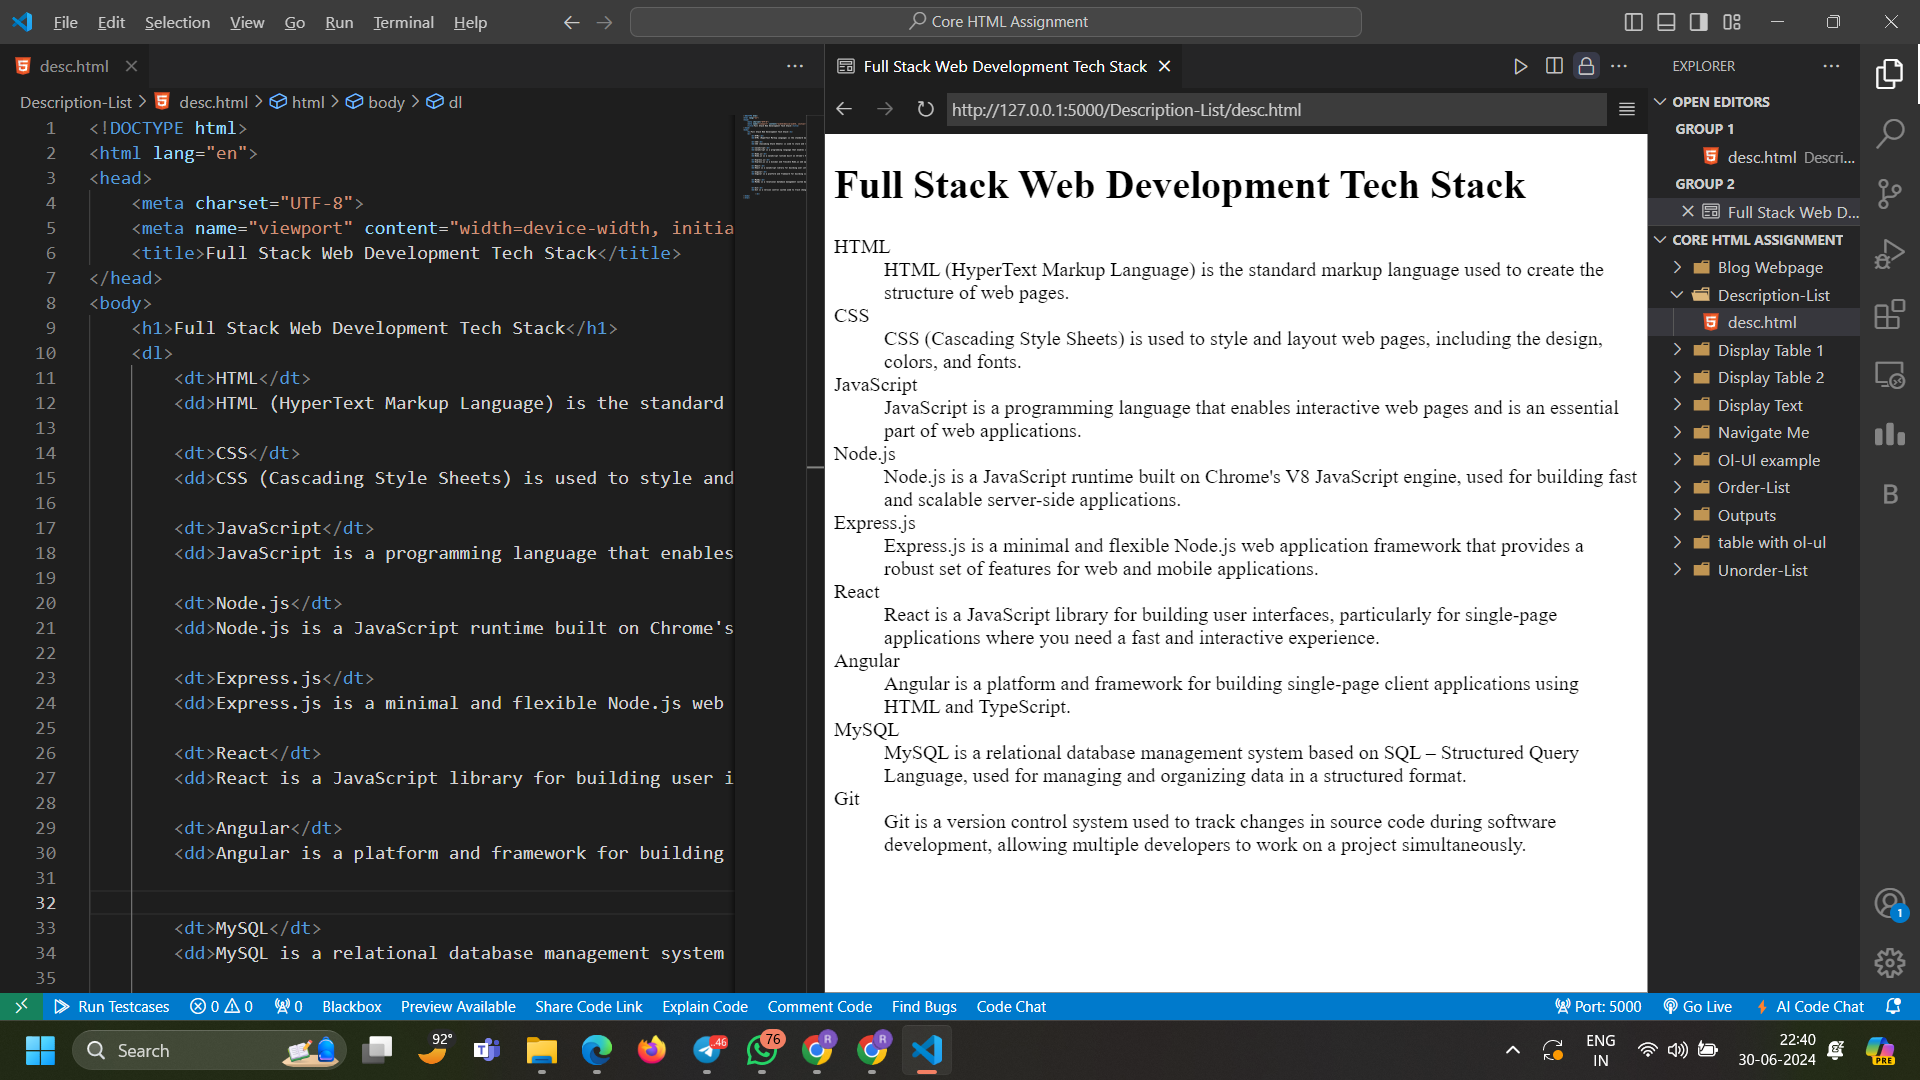 File Edit Selection View Go Run Terminal Help
Core HTML Assignment
desc.html
Description-List > desc.html > html > body > dl
1 <!DOCTYPE html>
2 <html lang="en">
3 <head>
4 <meta charset="UTF-8">
5 <meta name="viewport" content="width=device-width, initia
6 <title>Full Stack Web Development Tech Stack</title>
7 </head>
8 <body>
9 <h1>Full Stack Web Development Tech Stack</h1>
10 <dl>
11 <dt>HTML</dt>
12 <dd>HTML (HyperText Markup Language) is the standard
13
14 <dt>CSS</dt>
15 <dd>CSS (Cascading Style Sheets) is used to style and
16
17 <dt>JavaScript</dt>
18 <dd>JavaScript is a programming language that enables
19
20 <dt>Node.js</dt>
21 <dd>Node.js is a JavaScript runtime built on Chrome's
22
23 <dt>Express.js</dt>
24 <dd>Express.js is a minimal and flexible Node.js web
25
26 <dt>React</dt>
27 <dd>React is a JavaScript library for building user i
28
29 <dt>Angular</dt>
30 <dd>Angular is a platform and framework for building
31
32
33 <dt>MySQL</dt>
34 <dd>MySQL is a relational database management system
35
Full Stack Web Development Tech Stack
http://127.0.0.1:5000/Description-List/desc.html
Full Stack Web Development Tech Stack
HTML
HTML (HyperText Markup Language) is the standard markup language used to create the
structure of web pages.
CSS
CSS (Cascading Style Sheets) is used to style and layout web pages, including the design,
colors, and fonts.
JavaScript
JavaScript is a programming language that enables interactive web pages and is an essential
part of web applications.
Node.js
Node.js is a JavaScript runtime built on Chrome's V8 JavaScript engine, used for building fast
and scalable server-side applications.
Express.js
Express.js is a minimal and flexible Node.js web application framework that provides a
robust set of features for web and mobile applications.
React
React is a JavaScript library for building user interfaces, particularly for single-page
applications where you need a fast and interactive experience.
Angular
Angular is a platform and framework for building single-page client applications using
HTML and TypeScript.
MySQL
MySQL is a relational database management system based on SQL – Structured Query
Language, used for managing and organizing data in a structured format.
Git
Git is a version control system used to track changes in source code during software
development, allowing multiple developers to work on a project simultaneously.
EXPLORER
OPEN EDITORS
GROUP 1
desc.html Descri...
GROUP 2
Full Stack Web D...
CORE HTML ASSIGNMENT
Blog Webpage
Description-List
desc.html
Display Table 1
Display Table 2
Display Text
Navigate Me
Ol-Ul example
Order-List
Outputs
table with ol-ul
Unorder-List
B
1
Run Testcases 0 0 0 Blackbox Preview Available Share Code Link Explain Code Comment Code Find Bugs Code Chat Port: 5000 Go Live AI Code Chat
Search
92°
.46
76
R
R
ENG
IN
22:40
30-06-2024
PRE